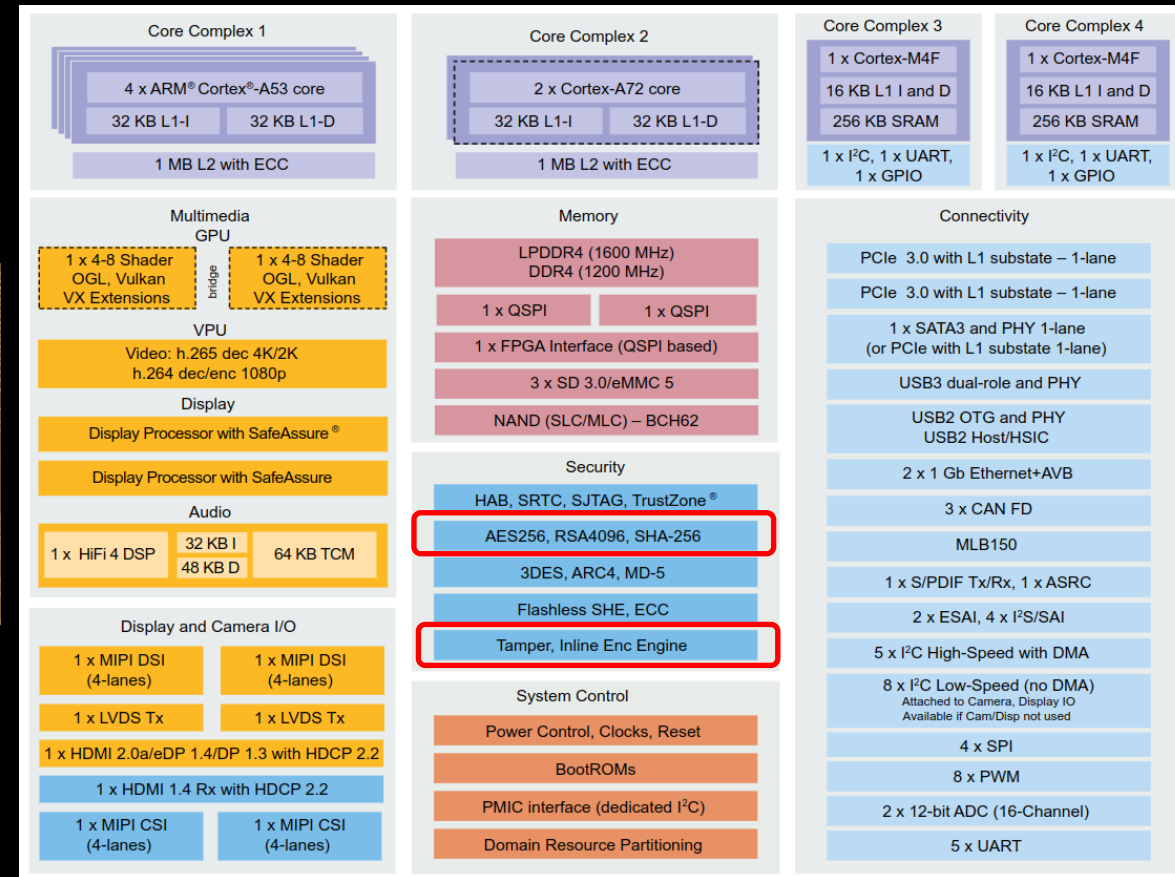 Core Complex 1
4 x ARM® Cortex®-A53 core
32 KB L1-I
32 KB L1-D
1 MB L2 with ECC
Core Complex 2
2 x Cortex-A72 core
32 KB L1-I
32 KB L1-D
1 MB L2 with ECC
Core Complex 3
1 x Cortex-M4F
16 KB L1 I and D
256 KB SRAM
1 x I²C, 1 x UART,
1 x GPIO
Core Complex 4
1 x Cortex-M4F
16 KB L1 I and D
256 KB SRAM
1 x I²C, 1 x UART,
1 x GPIO
Multimedia
GPU
1 x 4-8 Shader
OGL, Vulkan
VX Extensions
bridge
1 x 4-8 Shader
OGL, Vulkan
VX Extensions
VPU
Video: h.265 dec 4K/2K
h.264 dec/enc 1080p
Display
Display Processor with SafeAssure®
Display Processor with SafeAssure
Audio
1 x HiFi 4 DSP
32 KB I
48 KB D
64 KB TCM
Display and Camera I/O
1 x MIPI DSI
(4-lanes)
1 x MIPI DSI
(4-lanes)
1 x LVDS Tx
1 x LVDS Tx
1 x HDMI 2.0a/eDP 1.4/DP 1.3 with HDCP 2.2
1 x HDMI 1.4 Rx with HDCP 2.2
1 x MIPI CSI
(4-lanes)
1 x MIPI CSI
(4-lanes)
Memory
LPDDR4 (1600 MHz)
DDR4 (1200 MHz)
1 x QSPI
1 x QSPI
1 x FPGA Interface (QSPI based)
3 x SD 3.0/eMMC 5
NAND (SLC/MLC) – BCH62
Security
HAB, SRTC, SJTAG, TrustZone®
AES256, RSA4096, SHA-256
3DES, ARC4, MD-5
Flashless SHE, ECC
Tamper, Inline Enc Engine
System Control
Power Control, Clocks, Reset
BootROMs
PMIC interface (dedicated I²C)
Domain Resource Partitioning
Connectivity
PCIe 3.0 with L1 substate – 1-lane
PCIe 3.0 with L1 substate – 1-lane
1 x SATA3 and PHY 1-lane
(or PCIe with L1 substate 1-lane)
USB3 dual-role and PHY
USB2 OTG and PHY
USB2 Host/HSIC
2 x 1 Gb Ethernet+AVB
3 x CAN FD
MLB150
1 x S/PDIF Tx/Rx, 1 x ASRC
2 x ESAI, 4 x I²S/SAI
5 x I²C High-Speed with DMA
8 x I²C Low-Speed (no DMA)
Attached to Camera, Display IO
Available if Cam/Disp not used
4 x SPI
8 x PWM
2 x 12-bit ADC (16-Channel)
5 x UART